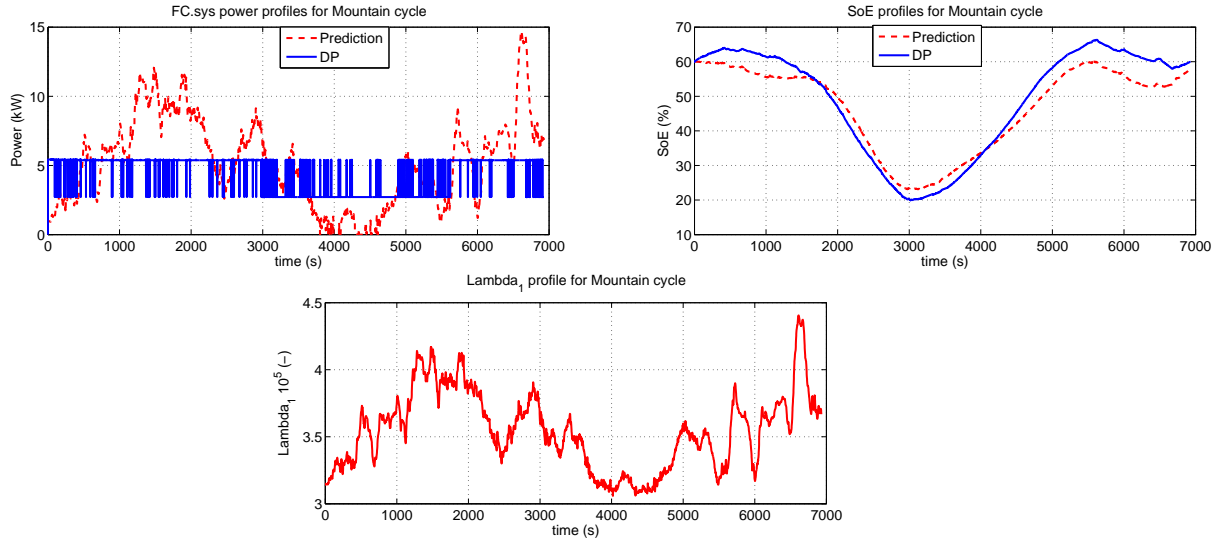 FC.sys power profiles for Mountain cycle
15
10
5
0
Power (kW)
Prediction
DP
0 1000 2000 3000 4000 5000 6000 7000
time (s)
SoE profiles for Mountain cycle
70
60
50
40
30
20
10
SoE (%)
Prediction
DP
0 1000 2000 3000 4000 5000 6000 7000
time (s)
Lambda1 profile for Mountain cycle
4.5
4
3.5
3
Lambda1 10^5 (−)
0 1000 2000 3000 4000 5000 6000 7000
time (s)